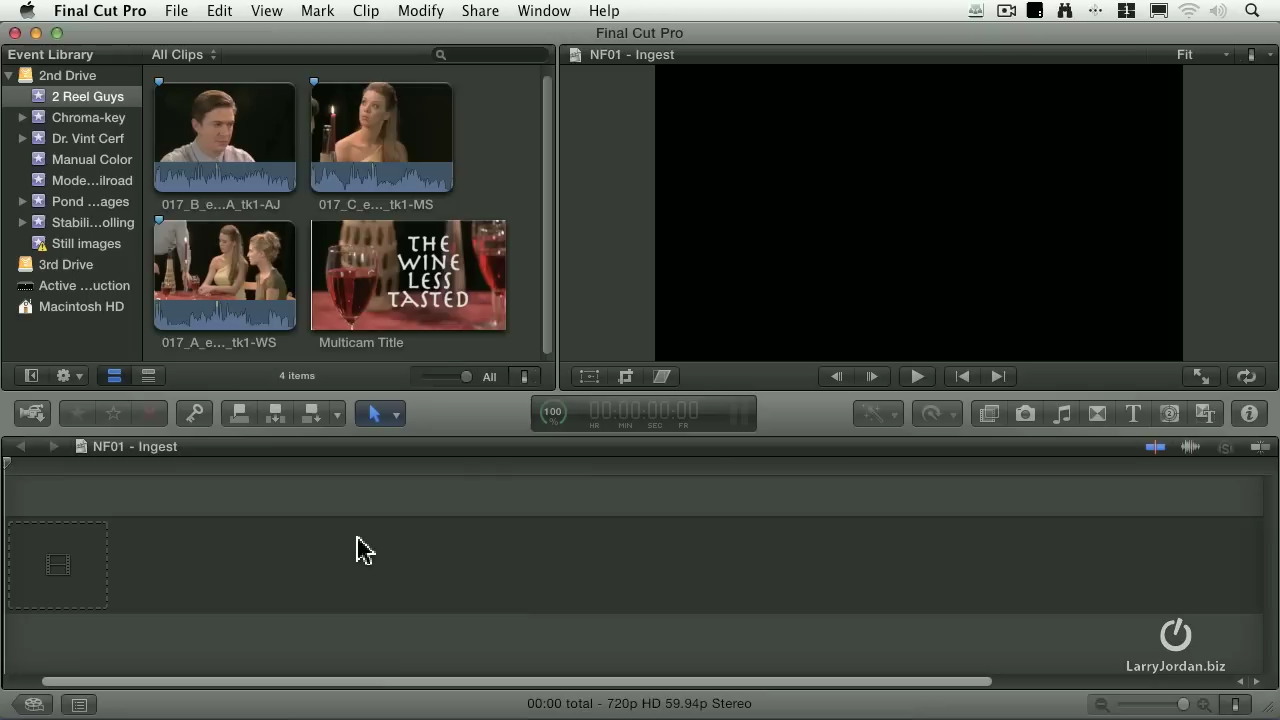 Final Cut Pro File Edit View Mark Clip Modify Share Window Help
Final Cut Pro
Event Library
All Clips
NF01 - Ingest
Fit
2nd Drive
2 Reel Guys
Chroma-key
Dr. Vint Cerf
Manual Color
Mode...ilroad
Pond ...ages
Stabili...olling
Still images
3rd Drive
Active ...uction
Macintosh HD
017_B_e...A_tk1-AJ
017_C_e..._tk1-MS
THE
WINE
LESS
TASTED
017_A_e..._tk1-WS
Multicam Title
4 items
All
100
%
00:00:00:00
HR MIN SEC FR
NF01 - Ingest
LarryJordan.biz
00:00 total - 720p HD 59.94p Stereo